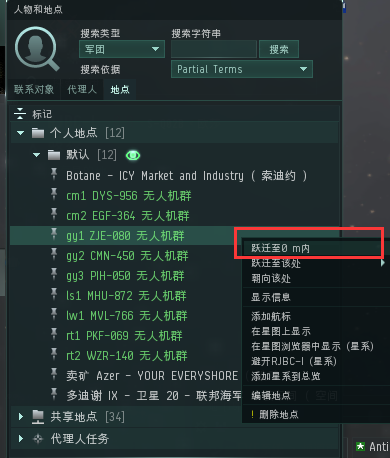 人物和地点
搜索类型
搜索字符串
军团
搜索
搜索依据
Partial Terms
联系对象
代理人
地点
标记
个人地点 [12]
默认 [12]
Botane - ICY Market and Industry ( 索迪约 )
cm1 DYS-956 无人机群
cm2 EGF-364 无人机群
gy1 ZJE-080 无人机群
gy2 CMN-450 无人机群
gy3 PIH-050 无人机群
ls1 MHU-872 无人机群
lw1 MVL-766 无人机群
rt1 PKF-069 无人机群
rt2 WZR-140 无人机群
卖矿 Azer - YOUR EVERYSHORE
多迪谢 IX - 卫星 20 - 联邦海军
共享地点 [34]
代理人任务
跃迁至0 m内
跃迁至该处
朝向该处
显示信息
添加航标
在星图上显示
在星图浏览器中显示 (星系)
避开RJBC-I (星系)
添加星系到总览
编辑地点
! 删除地点
Anti